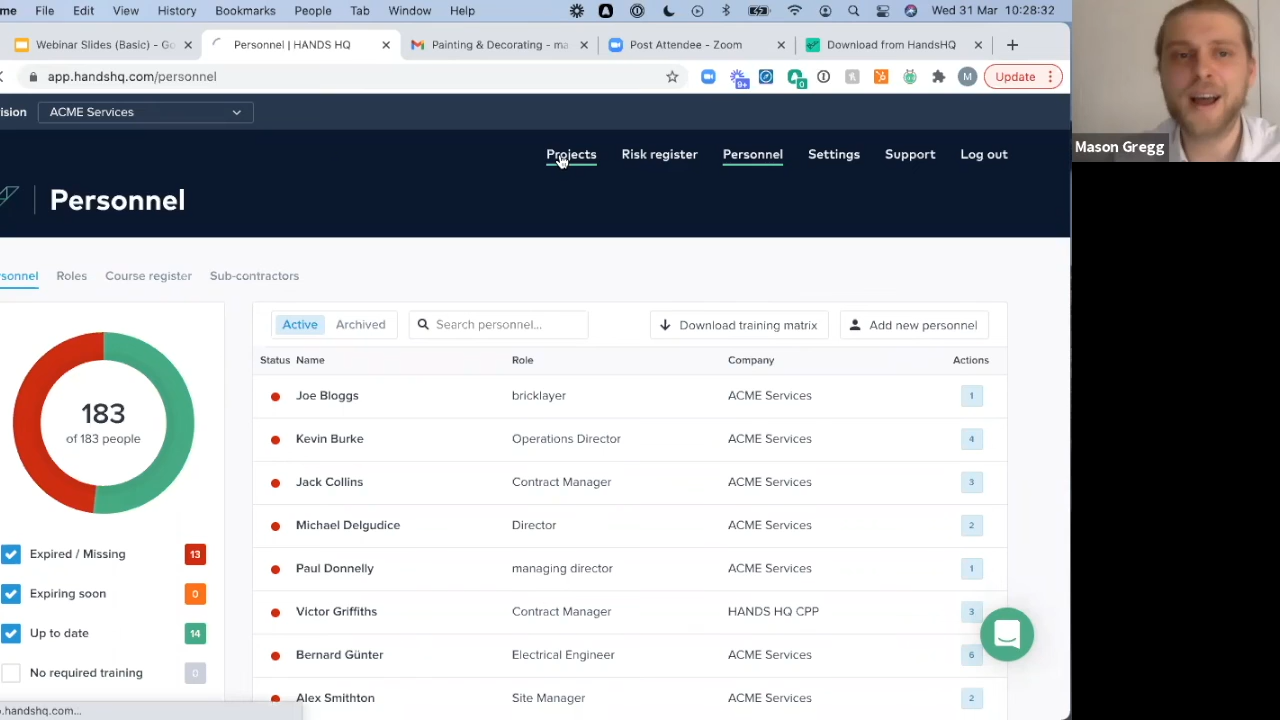 me File Edit View History Bookmarks People Tab Window Help Wed 31 Mar 10:28:32
Webinar Slides (Basic) - Go Personnel | HANDS HQ Painting & Decorating - ma Post Attendee - Zoom Download from HandsHQ
app.handshq.com/personnel 9+ 0 M Update
ision ACME Services
Projects Risk register Personnel Settings Support Log out
Personnel
rsonnel Roles Course register Sub-contractors
Active Archived Search personnel... Download training matrix Add new personnel
Status Name Role Company Actions
Joe Bloggs bricklayer ACME Services 1
Kevin Burke Operations Director ACME Services 4
Jack Collins Contract Manager ACME Services 3
Michael Delgudice Director ACME Services 2
Paul Donnelly managing director ACME Services 1
Victor Griffiths Contract Manager HANDS HQ CPP 3
Bernard Günter Electrical Engineer ACME Services 6
Alex Smithton Site Manager ACME Services 2
183
of 183 people
Expired / Missing 13
Expiring soon 0
Up to date 14
No required training 0
p.handshq.com...
Mason Gregg